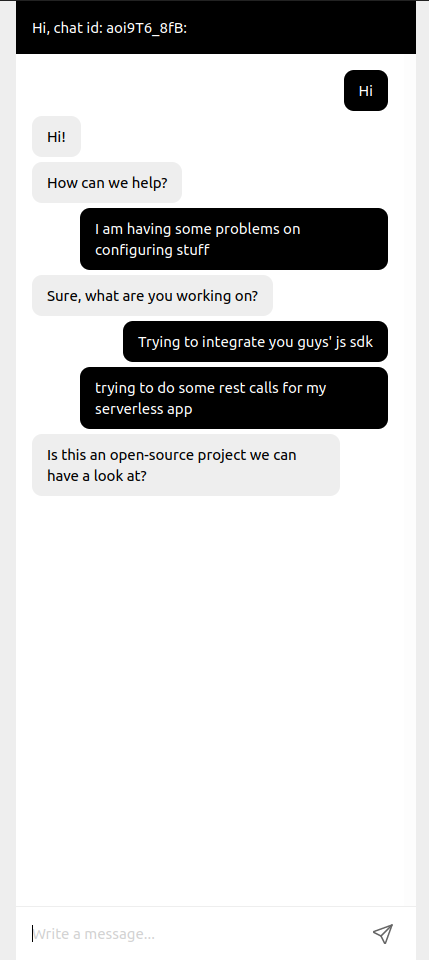 Hi, chat id: aoi9T6_8fB:
Hi
Hi!
How can we help?
I am having some problems on
configuring stuff
Sure, what are you working on?
Trying to integrate you guys' js sdk
trying to do some rest calls for my
serverless app
Is this an open-source project we can
have a look at?
Write a message...